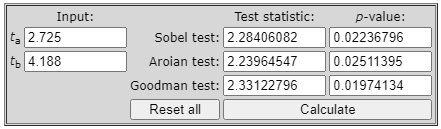 Input: Test statistic: p-value:
ta 2.725 Sobel test: 2.28406082 0.02236796
tb 4.188 Aroian test: 2.23964547 0.02511395
Goodman test: 2.33122796 0.01974134
Reset all Calculate